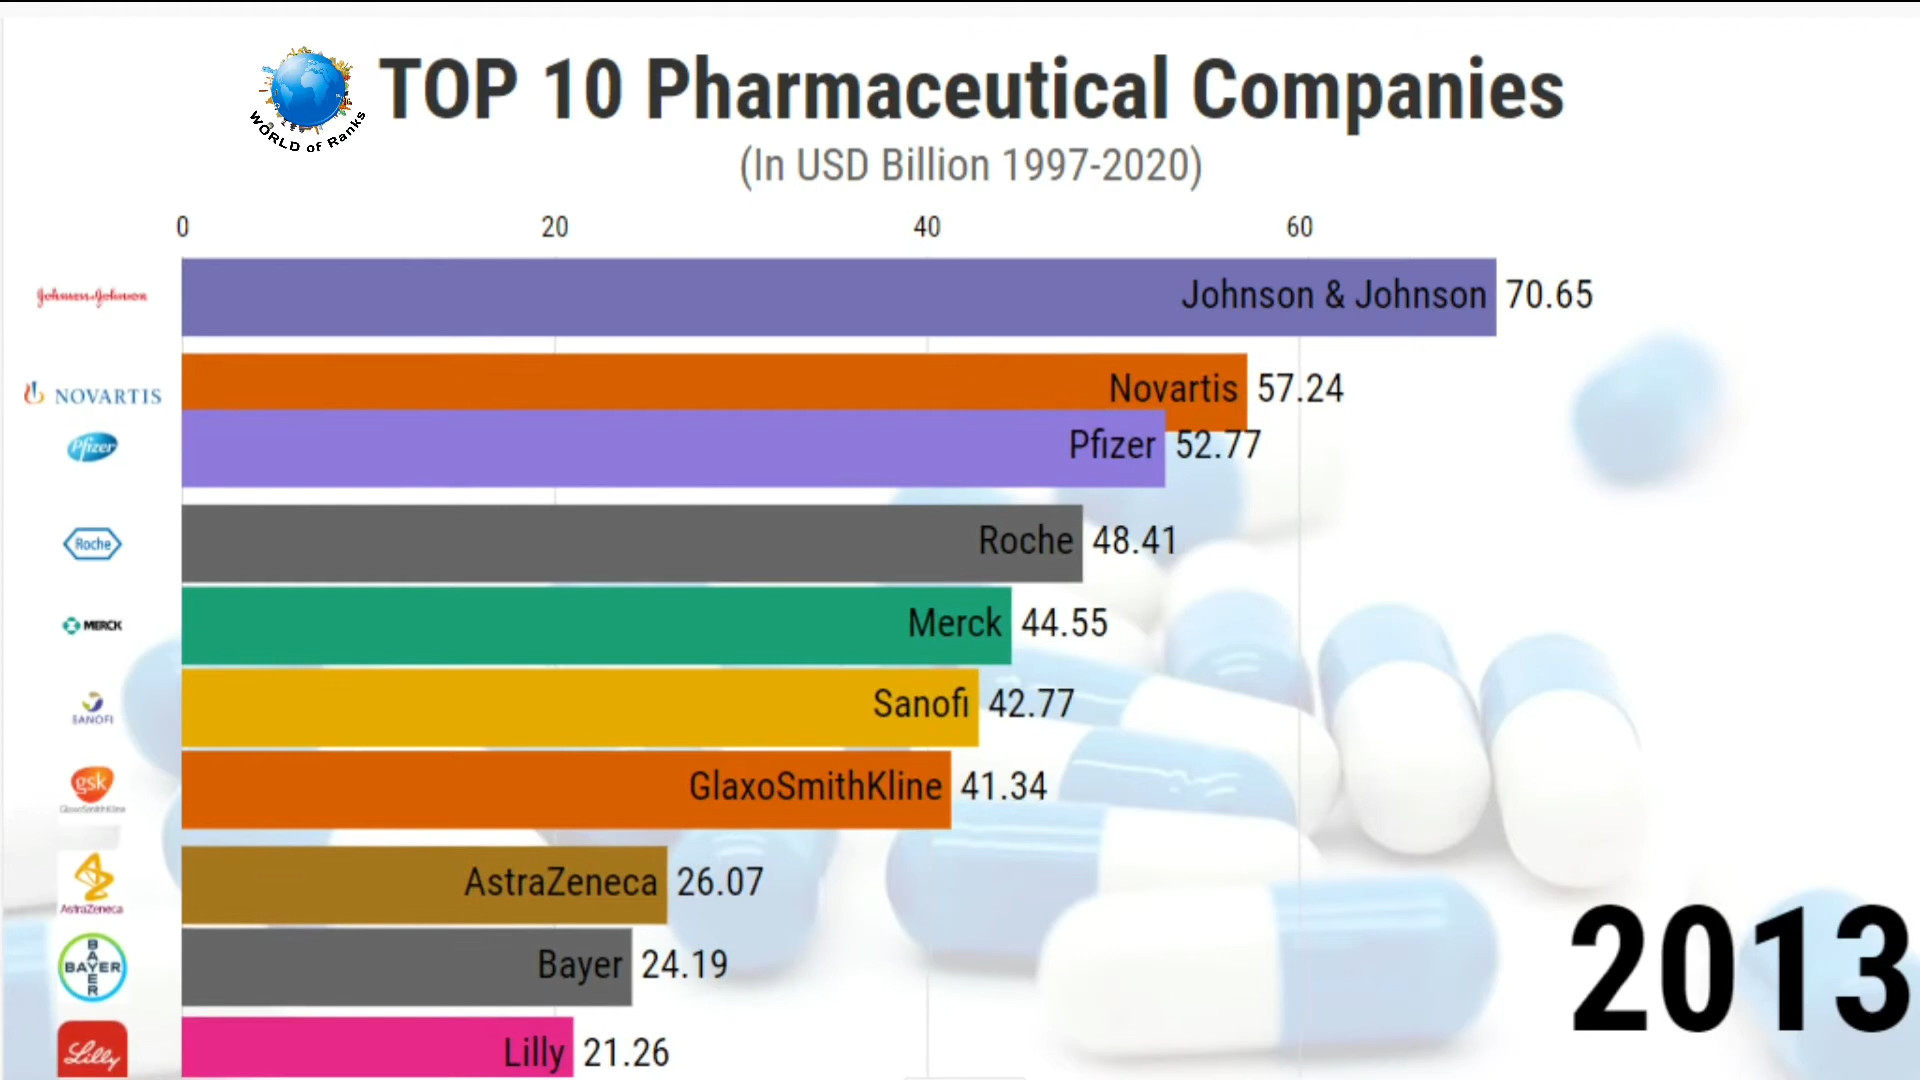 WORLD of Ranks
TOP 10 Pharmaceutical Companies
(In USD Billion 1997-2020)
0 20 40 60
Johnson & Johnson Johnson & Johnson 70.65
NOVARTIS Novartis 57.24
Pfizer Pfizer 52.77
Roche Roche 48.41
MERCK Merck 44.55
SANOFI Sanofi 42.77
gsk GlaxoSmithKline 41.34
GlaxoSmithKline
AstraZeneca AstraZeneca 26.07
BAYER BAYER Bayer 24.19
Lilly Lilly 21.26
2013